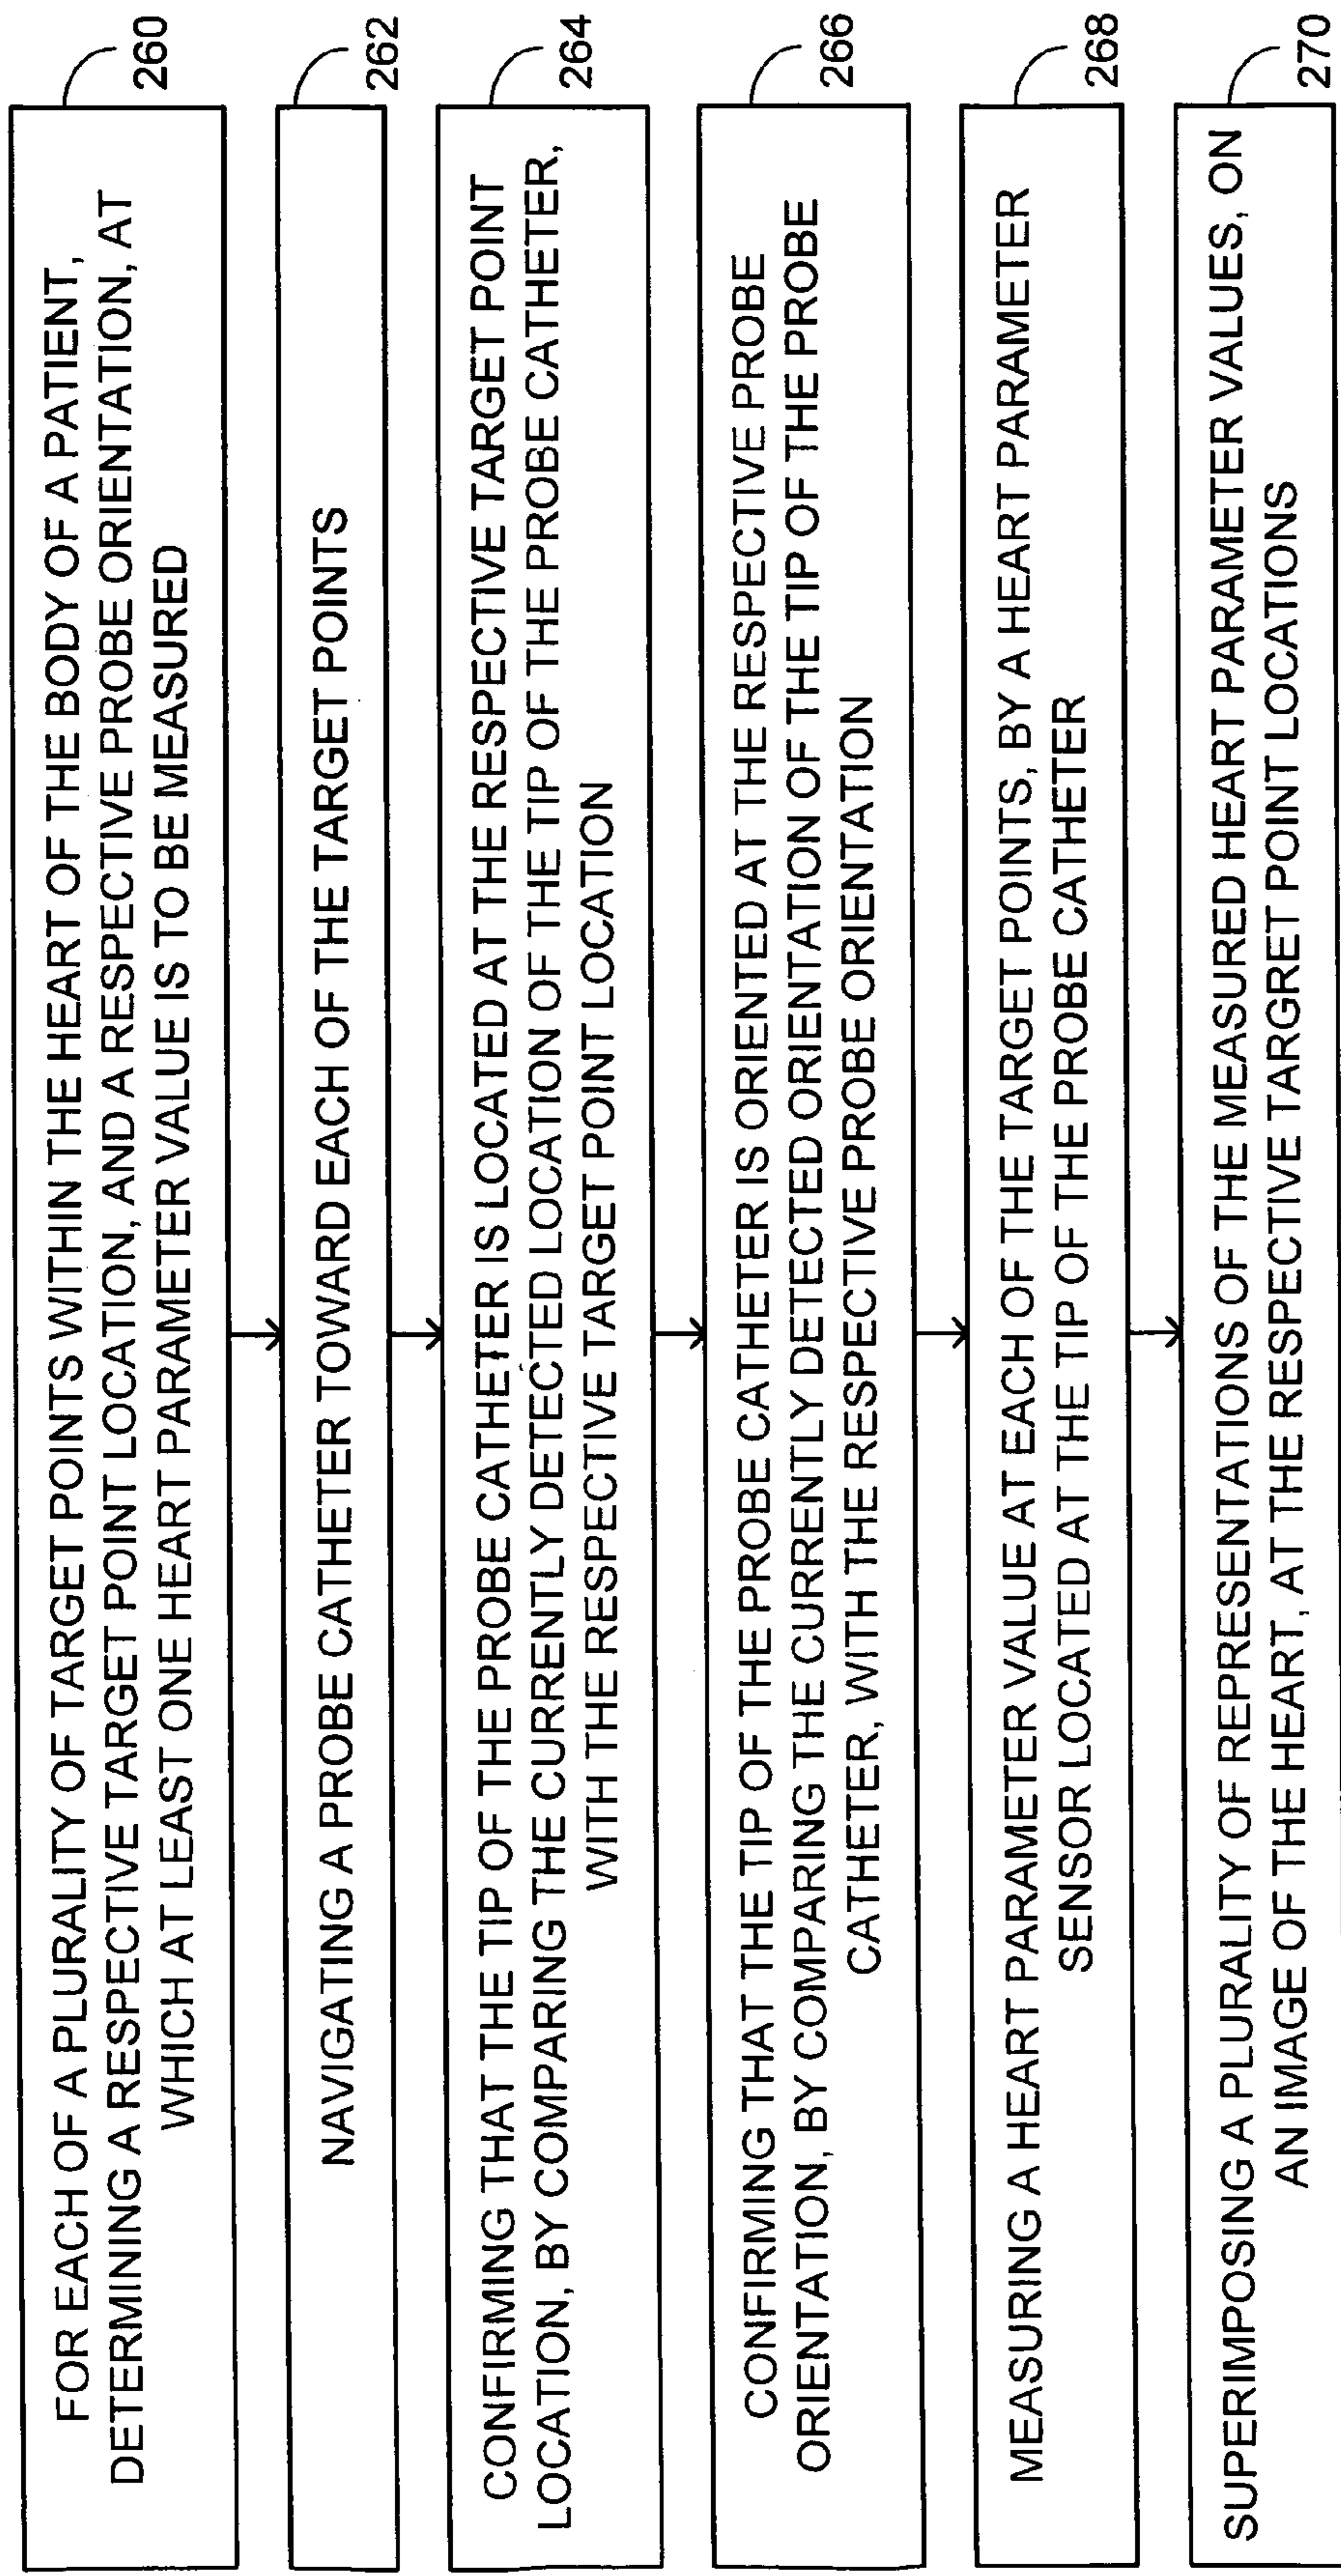 FOR EACH OF A PLURALITY OF TARGET POINTS WITHIN THE HEART OF THE BODY OF A PATIENT,
DETERMINING A RESPECTIVE TARGET POINT LOCATION, AND A RESPECTIVE PROBE ORIENTATION, AT
WHICH AT LEAST ONE HEART PARAMETER VALUE IS TO BE MEASURED
260
NAVIGATING A PROBE CATHETER TOWARD EACH OF THE TARGET POINTS
262
CONFIRMING THAT THE TIP OF THE PROBE CATHETER IS LOCATED AT THE RESPECTIVE TARGET POINT
LOCATION, BY COMPARING THE CURRENTLY DETECTED LOCATION OF THE TIP OF THE PROBE CATHETER,
WITH THE RESPECTIVE TARGET POINT LOCATION
264
CONFIRMING THAT THE TIP OF THE PROBE CATHETER IS ORIENTED AT THE RESPECTIVE PROBE
ORIENTATION, BY COMPARING THE CURRENTLY DETECTED ORIENTATION OF THE TIP OF THE PROBE
CATHETER, WITH THE RESPECTIVE PROBE ORIENTATION
266
MEASURING A HEART PARAMETER VALUE AT EACH OF THE TARGET POINTS, BY A HEART PARAMETER
SENSOR LOCATED AT THE TIP OF THE PROBE CATHETER
268
SUPERIMPOSING A PLURALITY OF REPRESENTATIONS OF THE MEASURED HEART PARAMETER VALUES, ON
AN IMAGE OF THE HEART, AT THE RESPECTIVE TARGRET POINT LOCATIONS
270